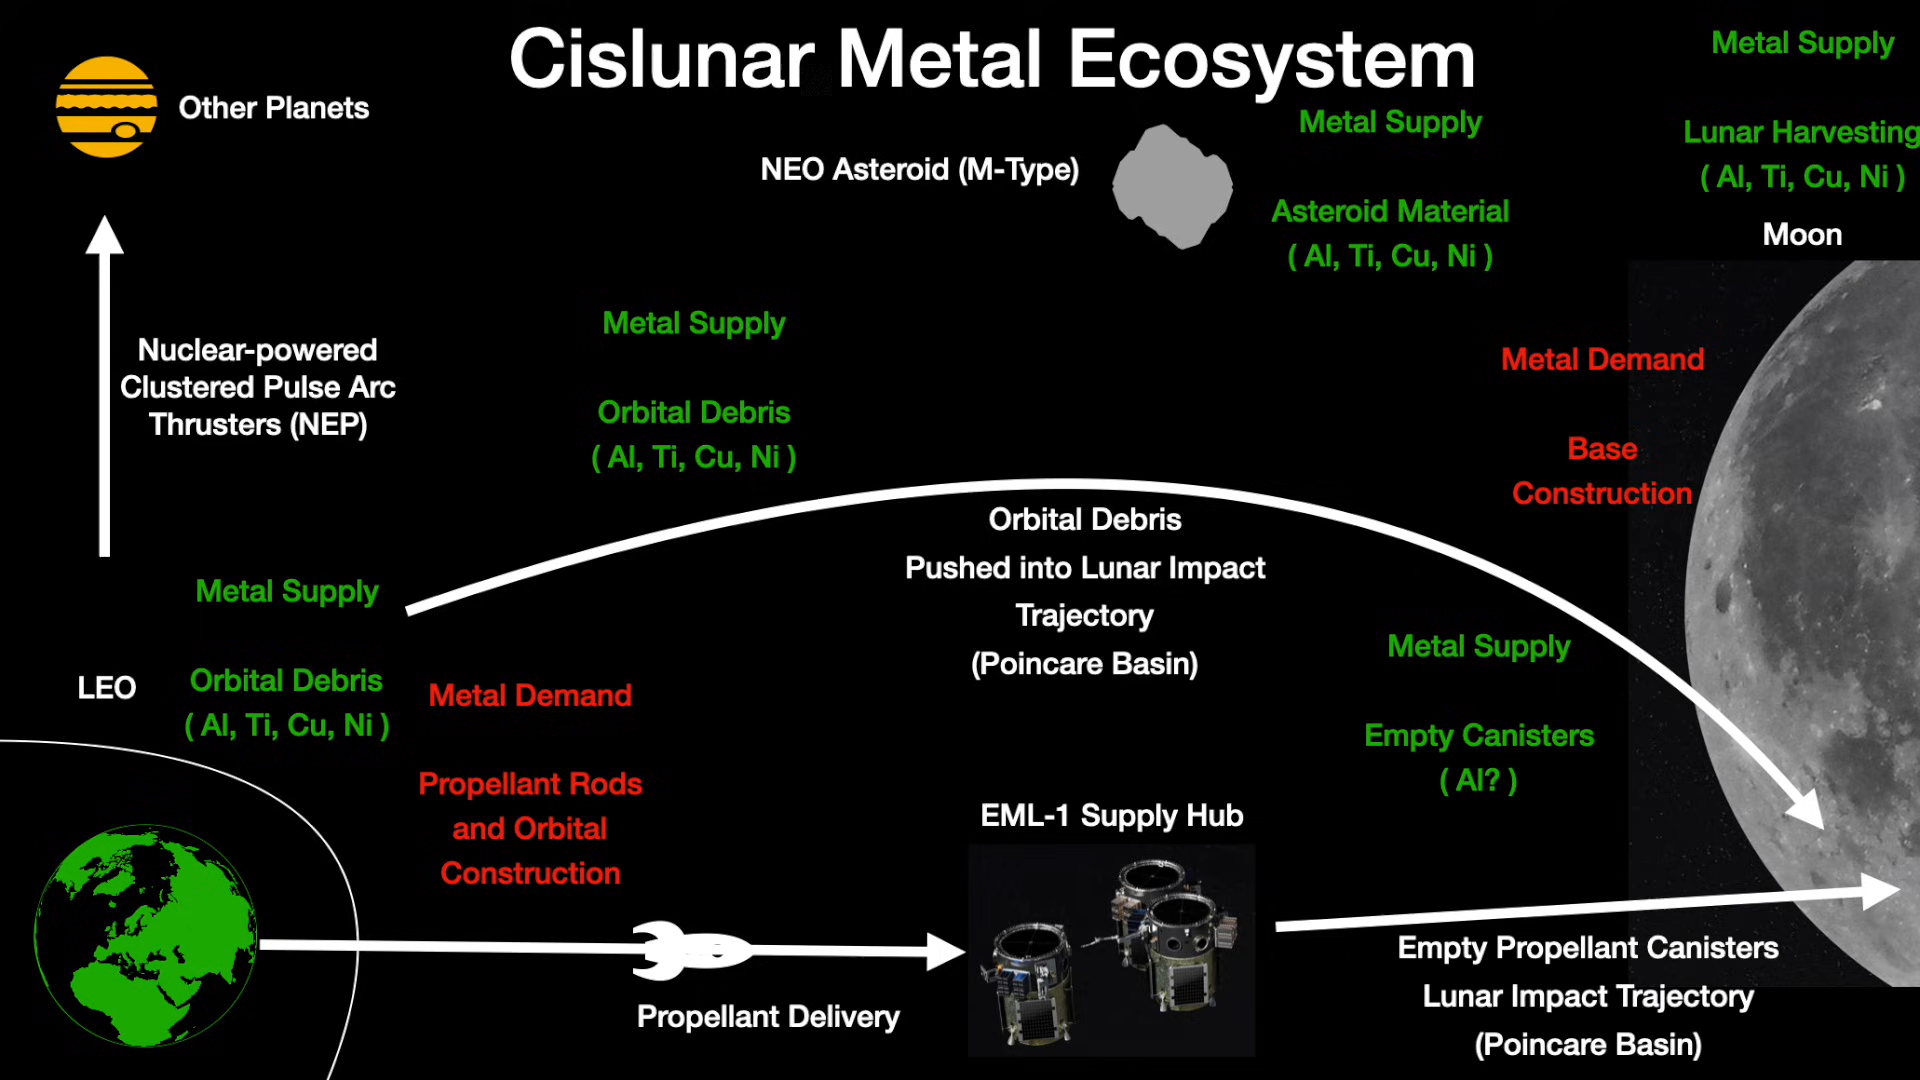 Cislunar Metal Ecosystem
Other Planets
NEO Asteroid (M-Type)
Metal Supply
Asteroid Material
( Al, Ti, Cu, Ni )
Metal Supply
Lunar Harvesting
( Al, Ti, Cu, Ni )
Moon
Nuclear-powered
Clustered Pulse Arc
Thrusters (NEP)
Metal Supply
Orbital Debris
( Al, Ti, Cu, Ni )
Metal Demand
Base
Construction
Orbital Debris
Pushed into Lunar Impact
Trajectory
(Poincare Basin)
Metal Supply
Orbital Debris
( Al, Ti, Cu, Ni )
LEO
Metal Demand
Propellant Rods
and Orbital
Construction
Metal Supply
Empty Canisters
( Al? )
EML-1 Supply Hub
Propellant Delivery
Empty Propellant Canisters
Lunar Impact Trajectory
(Poincare Basin)